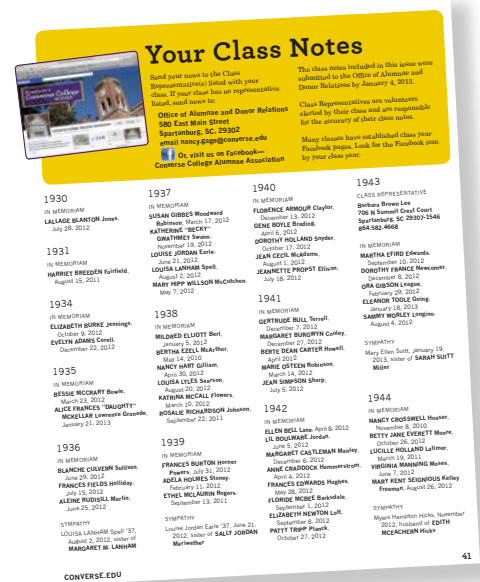 Your Class Notes
Send your news to the Class
Representative(s) listed with your
class. If your class has no representative
listed, send news to:
Office of Alumnae and Donor Relations
580 East Main Street
Spartanburg, SC. 29302
email nancy.gage@converse.edu
Or, visit us on Facebook—
Converse College Alumnae Association
The class notes included in this issue were
submitted to the Office of Alumnae and
Donor Relations by January 4, 2013.
Class Representatives are volunteers
elected by their class and are responsible
for the accuracy of their class notes.
Many classes have established class year
Facebook pages. Look for the Facebook icon
by your class year.
1930
IN MEMORIAM
LALLAGE BLANTON Jones,
July 28, 2012
1931
IN MEMORIAM
HARRIET BREEDEN Fairfield,
August 15, 2011
1934
IN MEMORIAM
ELIZABETH BURKE Jennings,
October 9, 2012
EVELYN ADAMS Corell,
December 22, 2012
1935
IN MEMORIAM
BESSIE MCCRARY Bowie,
March 23, 2012
ALICE FRANCES "DAUGHTY"
MCKELLAR Lawrence Granade,
January 21, 2013
1936
IN MEMORIAM
BLANCHE CULVERN Sullivan,
June 29, 2012
FRANCES FIELDS Holliday,
July 15, 2012
ALEINE RUDISILL Martin,
June 25, 2012
SYMPATHY
LOUISA LANHAM Spell '37,
August 2, 2012, sister of
MARGARET M. LANHAM
1937
IN MEMORIAM
SUSAN GIBBES Woodward
Robinson, March 17, 2012
KATHERINE "BECKY"
GWATHMEY Swann,
November 19, 2012
LOUISE JORDAN Earle,
June 21, 2012
LOUISA LANHAM Spell,
August 2, 2012
MARY HIPP WILLSON McCutchen,
May 7, 2012
1938
IN MEMORIAM
MILDRED ELLIOTT Berl,
January 5, 2012
BERTHA EZELL McArthur,
May 14, 2010
NANCY HART Gilliam,
April 30, 2012
LOUISA LYLES Searson,
August 20, 2012
KATRINA MCCALL Flowers,
March 10, 2012
ROSALIE RICHARDSON Johnson,
September 22, 2011
1939
IN MEMORIAM
FRANCES BURTON Horner
Powers, July 31, 2012
ADELA HOLMES Stoney,
February 11, 2012
ETHEL MCLAURIN Rogers,
September 13, 2011
SYMPATHY
Louise Jordan Earle '37, June 21,
2012, sister of SALLY JORDAN
Meriwether
1940
IN MEMORIAM
FLORENCE ARMOUR Claytor,
December 13, 2012
GENE BOYLE Brading,
April 6, 2012
DOROTHY HOLLAND Snyder,
October 17, 2012
JEAN CECIL McAdams,
August 1, 2012
JEANNETTE PROPST Ellison,
July 18, 2012
1941
IN MEMORIAM
GERTRUDE BULL Terrell,
December 7, 2012
MARGARET BURGWYN Cooley,
December 27, 2012
BERTE DEAN CARTER Howell,
April 2012
MARIE OSTEEN Robinson,
March 14, 2012
JEAN SIMPSON Sharp,
July 5, 2012
1942
IN MEMORIAM
ELLEN BELL Lane, April 8, 2012
LIL BOULWARE Jordan,
June 5, 2012
MARGARET CASTLEMAN Manley,
December 6, 2012
ANNE CRADDOCK Hammerstrom,
April 4, 2012
FRANCES EDWARDS Hughes,
May 28, 2012
FLORIDE MCBEE Barksdale,
September 1, 2012
ELIZABETH NEWTON Lott,
September 8, 2012
PATTY TRIPP Planck,
October 27, 2012
1943
CLASS REPRESENTATIVE
Barbara Brown Lee
706 N Summit Crest Court
Spartanburg, SC 29307-1546
864.582.4668
IN MEMORIAM
MARTHA EFIRD Edwards,
September 10, 2012
DOROTHY FRANCE Newcomer,
December 8, 2012
ORA GIBSON League,
February 29, 2012
ELEANOR TOOLE Going,
January 18, 2013
SAMMY WORLEY Longino,
August 4, 2012
SYMPATHY
Mary Ellen Suitt, January 19,
2013, sister of SARAH SUITT
Miller
1944
IN MEMORIAM
NANCY CROSSWELL Houser,
November 8, 2010
BETTY JANE EVERETT Moore,
October 26, 2012
LUCILLE HOLLAND Latimer,
March 19, 2011
VIRGINIA MANNING Moses,
June 7, 2012
MARY KENT SEIGNIOUS Kelley
Freeman, August 26, 2012
SYMPATHY
Myers Hampton Hicks, November
2012, husband of EDITH
MCEACHERN Hicks
CONVERSE.EDU
41